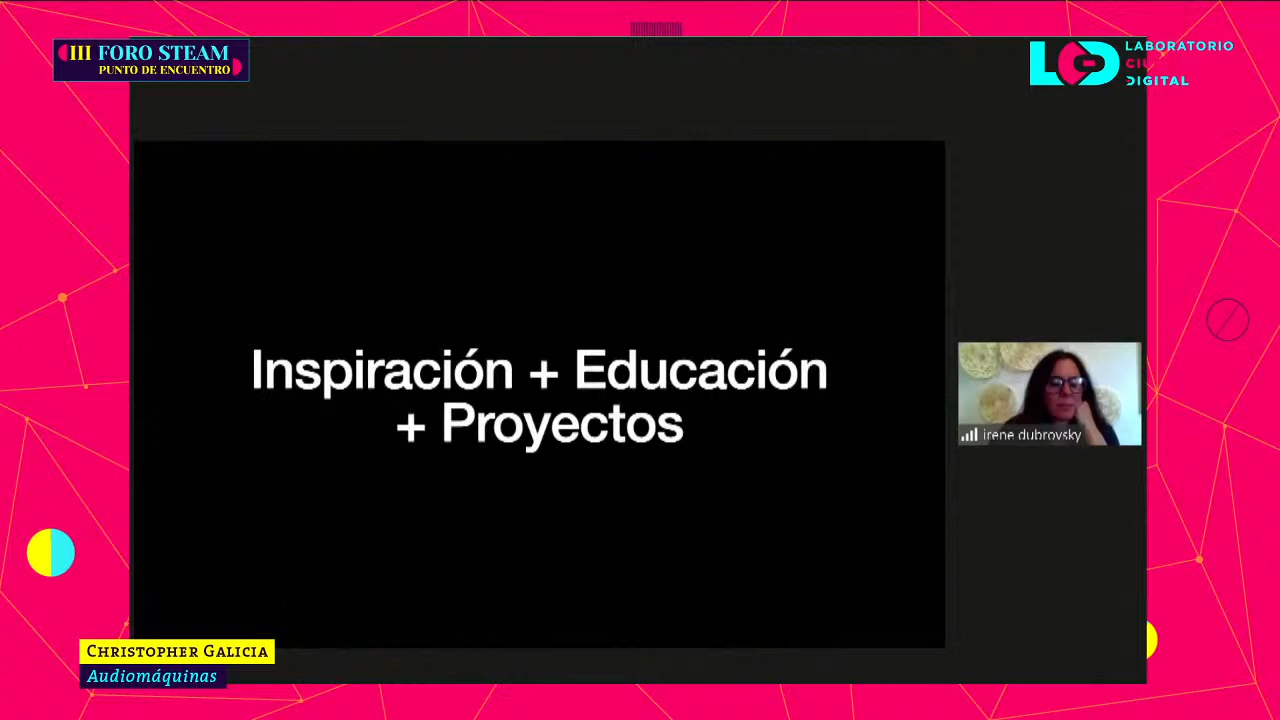 III FORO STEAM
PUNTO DE ENCUENTRO
LABORATORIO
DIGITAL
Inspiración + Educación
+ Proyectos
irene dubrovsky
Christopher Galicia
Audiomáquinas